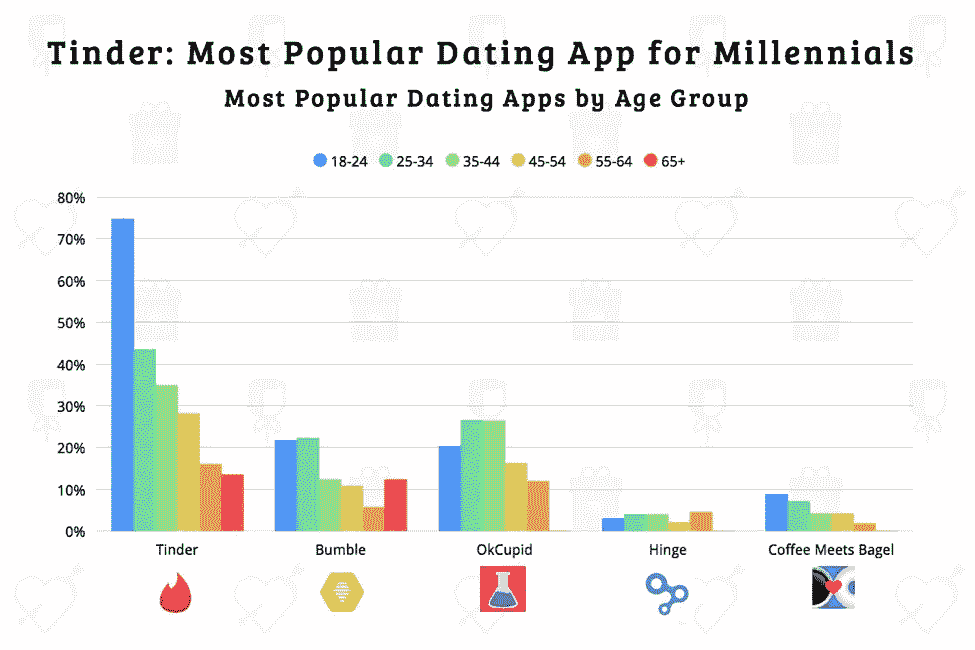 Tinder: Most Popular Dating App for Millennials
Most Popular Dating Apps by Age Group
18-24 25-34 35-44 45-54 55-64 65+
80%
70%
60%
50%
40%
30%
20%
10%
0%
Tinder Bumble OkCupid Hinge Coffee Meets Bagel